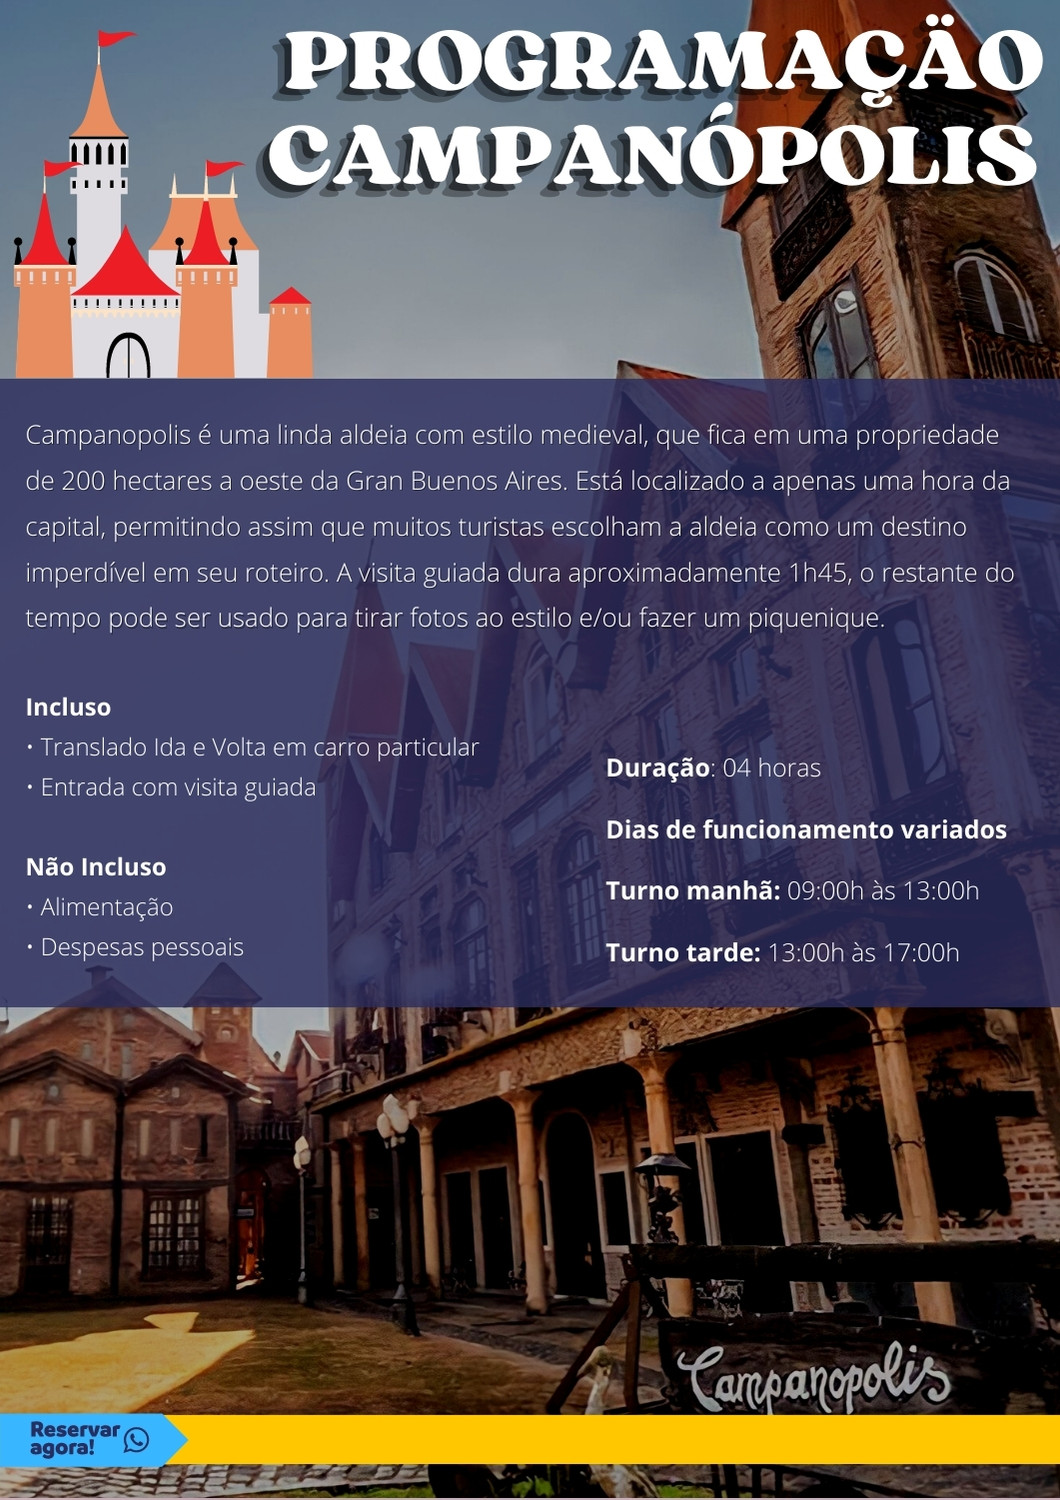 PROGRAMAÇÄO
CAMPANÓPOLIS
Campanopolis é uma linda aldeia com estilo medieval, que fica em uma propriedade
de 200 hectares a oeste da Gran Buenos Aires. Está localizado a apenas uma hora da
capital, permitindo assim que muitos turistas escolham a aldeia como um destino
imperdível em seu roteiro. A visita guiada dura aproximadamente 1h45, o restante do
tempo pode ser usado para tirar fotos ao estilo e/ou fazer um piquenique.
Incluso
• Translado Ida e Volta em carro particular
• Entrada com visita guiada
Não Incluso
• Alimentação
• Despesas pessoais
Duração: 04 horas
Dias de funcionamento variados
Turno manhã: 09:00h às 13:00h
Turno tarde: 13:00h às 17:00h
Campanopolis
Reservar
agora!